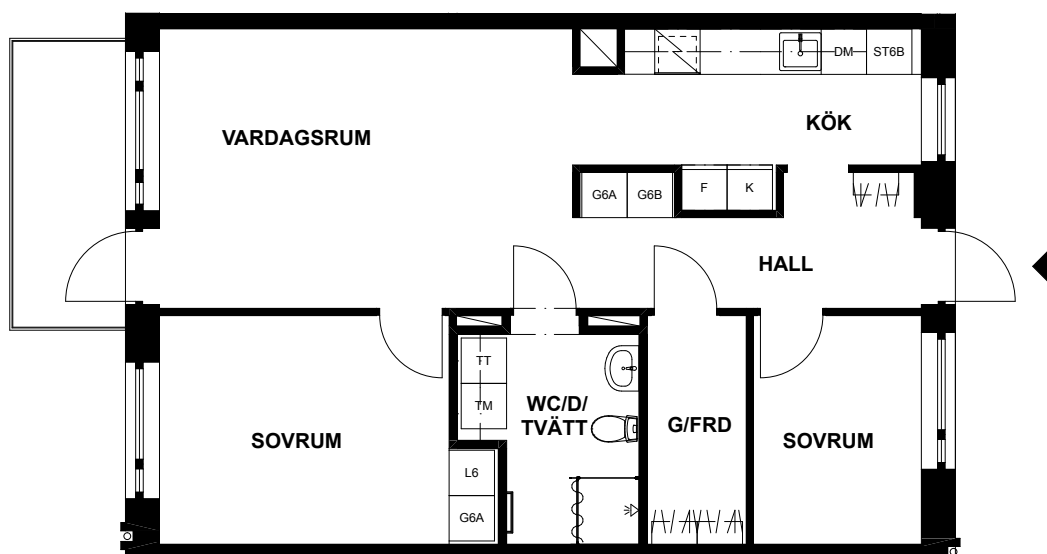 DM
ST6B
KÖK
VARDAGSRUM
G6A
G6B
F
K
HALL
TT
TM
WC/D/
TVÄTT
G/FRD
SOVRUM
SOVRUM
L6
G6A